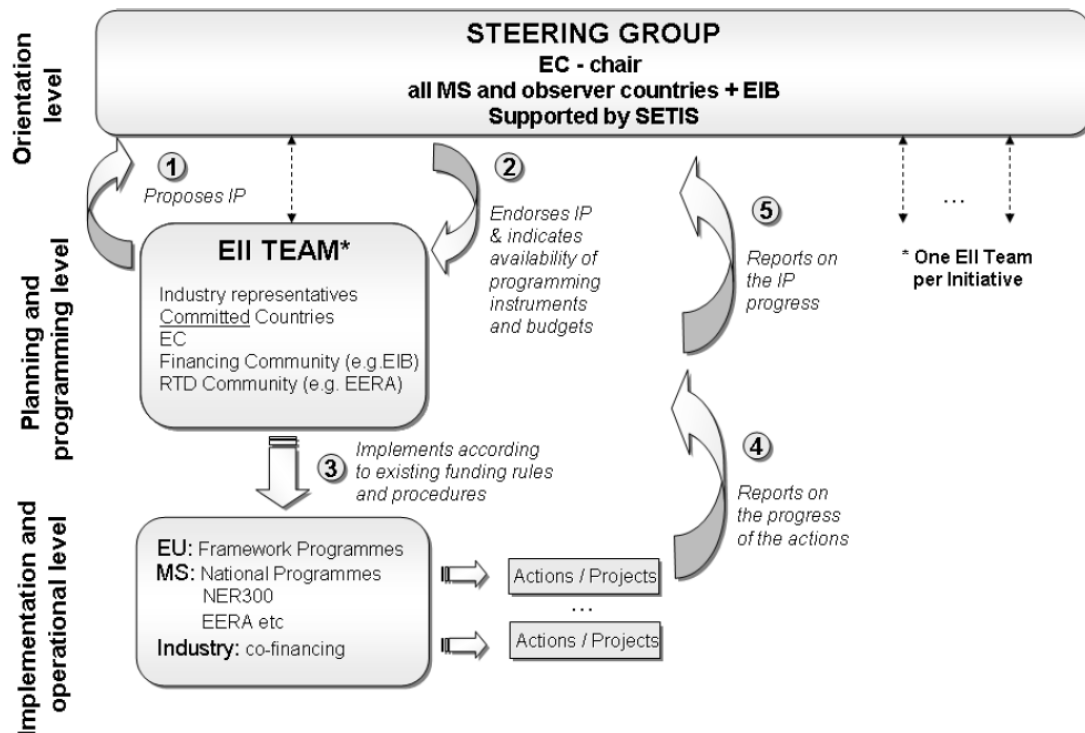 STEERING GROUP
EC - chair
all MS and observer countries + EIB
Supported by SETIS
Orientation
level
1
Proposes IP
2
Endorses IP
& indicates
availability of
programming
instruments
and budgets
5
Reports on
the IP
progress
...
* One EII Team
per Initiative
Planning and
programming level
EII TEAM*
Industry representatives
Committed Countries
EC
Financing Community (e.g.EIB)
RTD Community (e.g. EERA)
3
Implements according
to existing funding rules
and procedures
4
Reports on
the progress
of the actions
Implementation and
operational level
EU: Framework Programmes
MS: National Programmes
NER300
EERA etc
Industry: co-financing
Actions / Projects
...
Actions / Projects